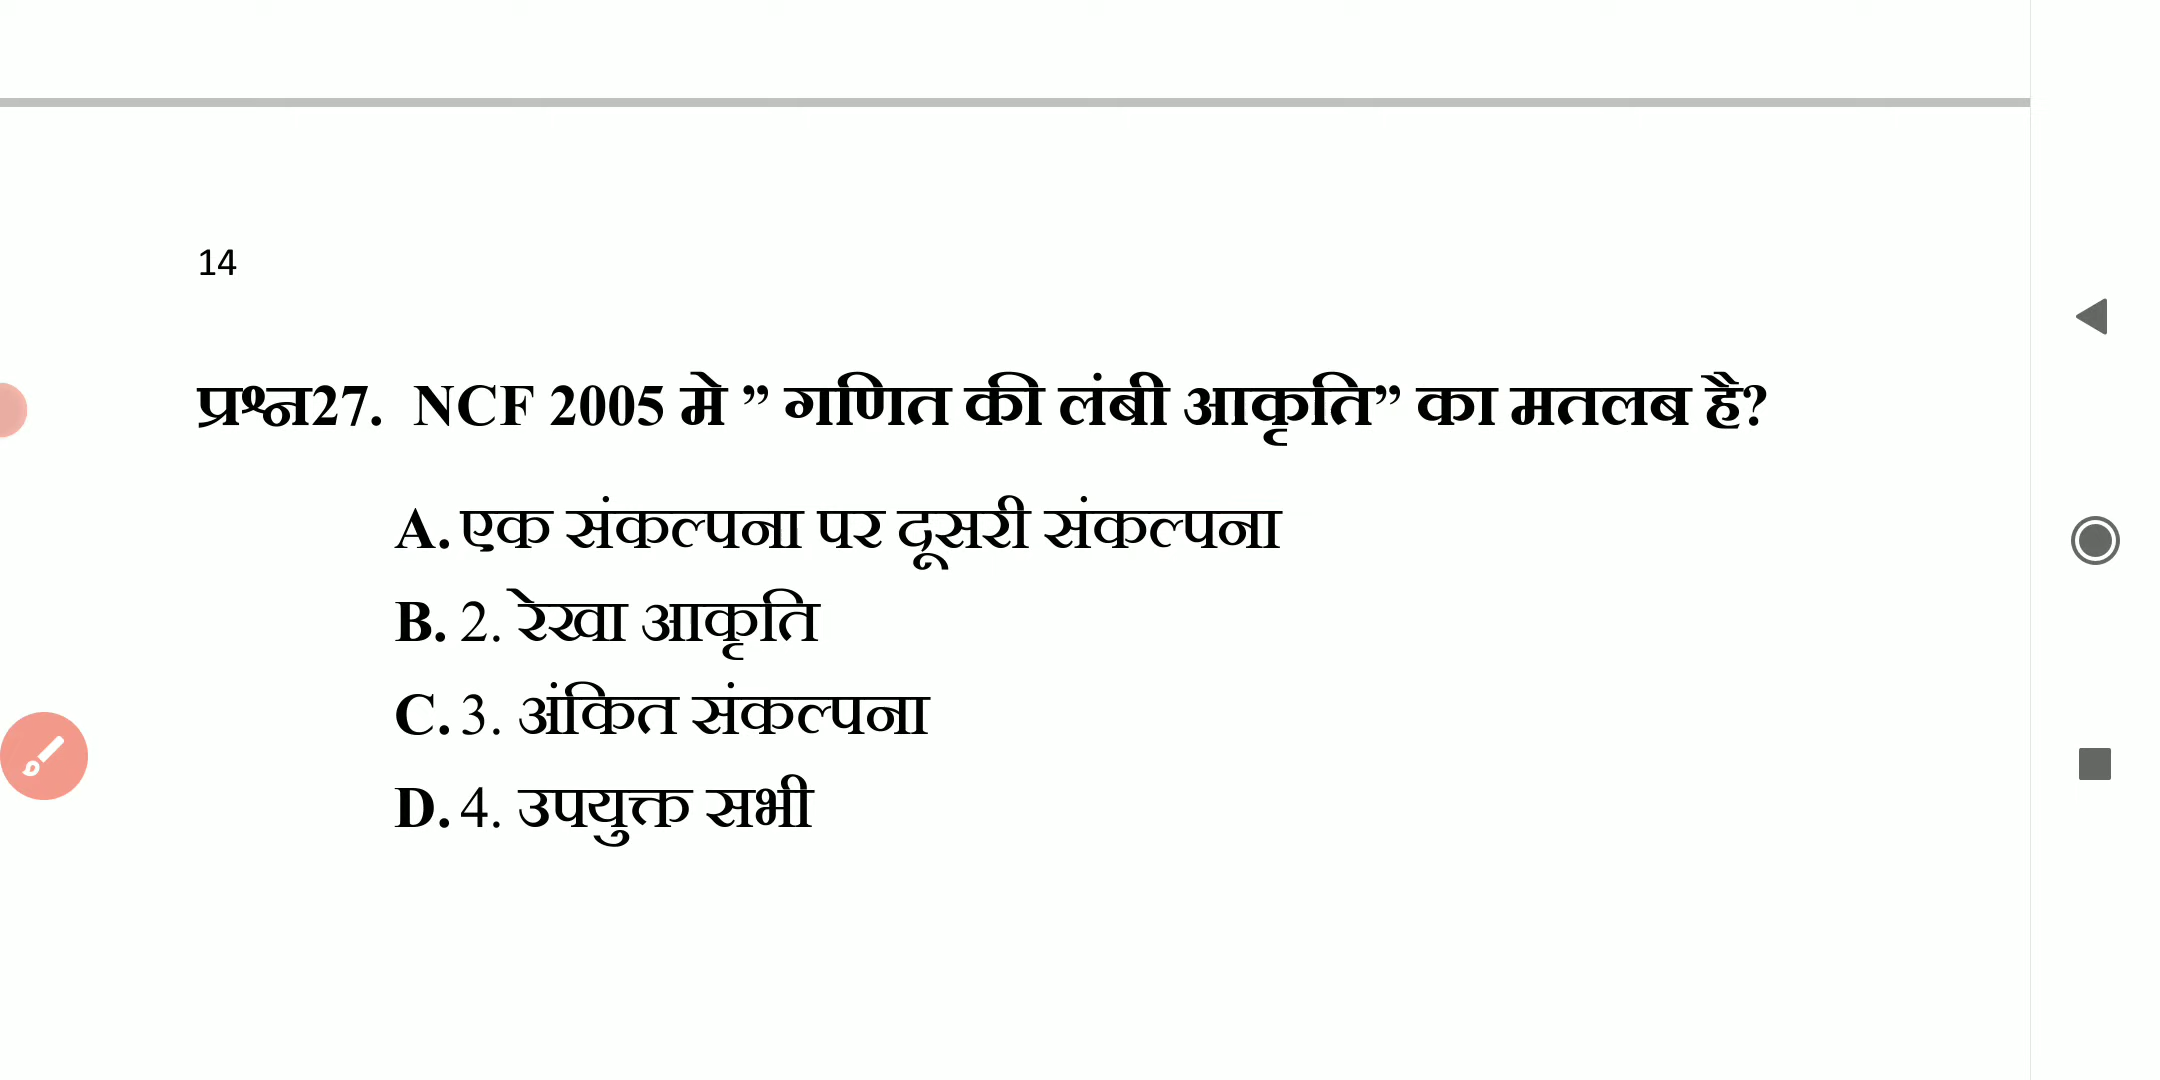 14
प्रश्न27. NCF 2005 मे ” गणित की लंबी आकृति” का मतलब है?
A. एक संकल्पना पर दूसरी संकल्पना
B. 2. रेखा आकृति
C. 3. अंकित संकल्पना
D. 4. उपयुक्त सभी